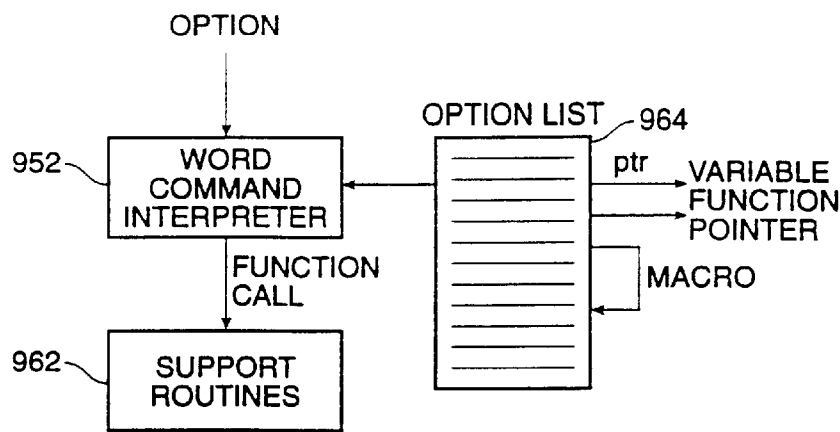 OPTION
OPTION LIST
964
952
WORD
COMMAND
INTERPRETER
ptr
VARIABLE
FUNCTION
POINTER
FUNCTION
CALL
MACRO
962
SUPPORT
ROUTINES